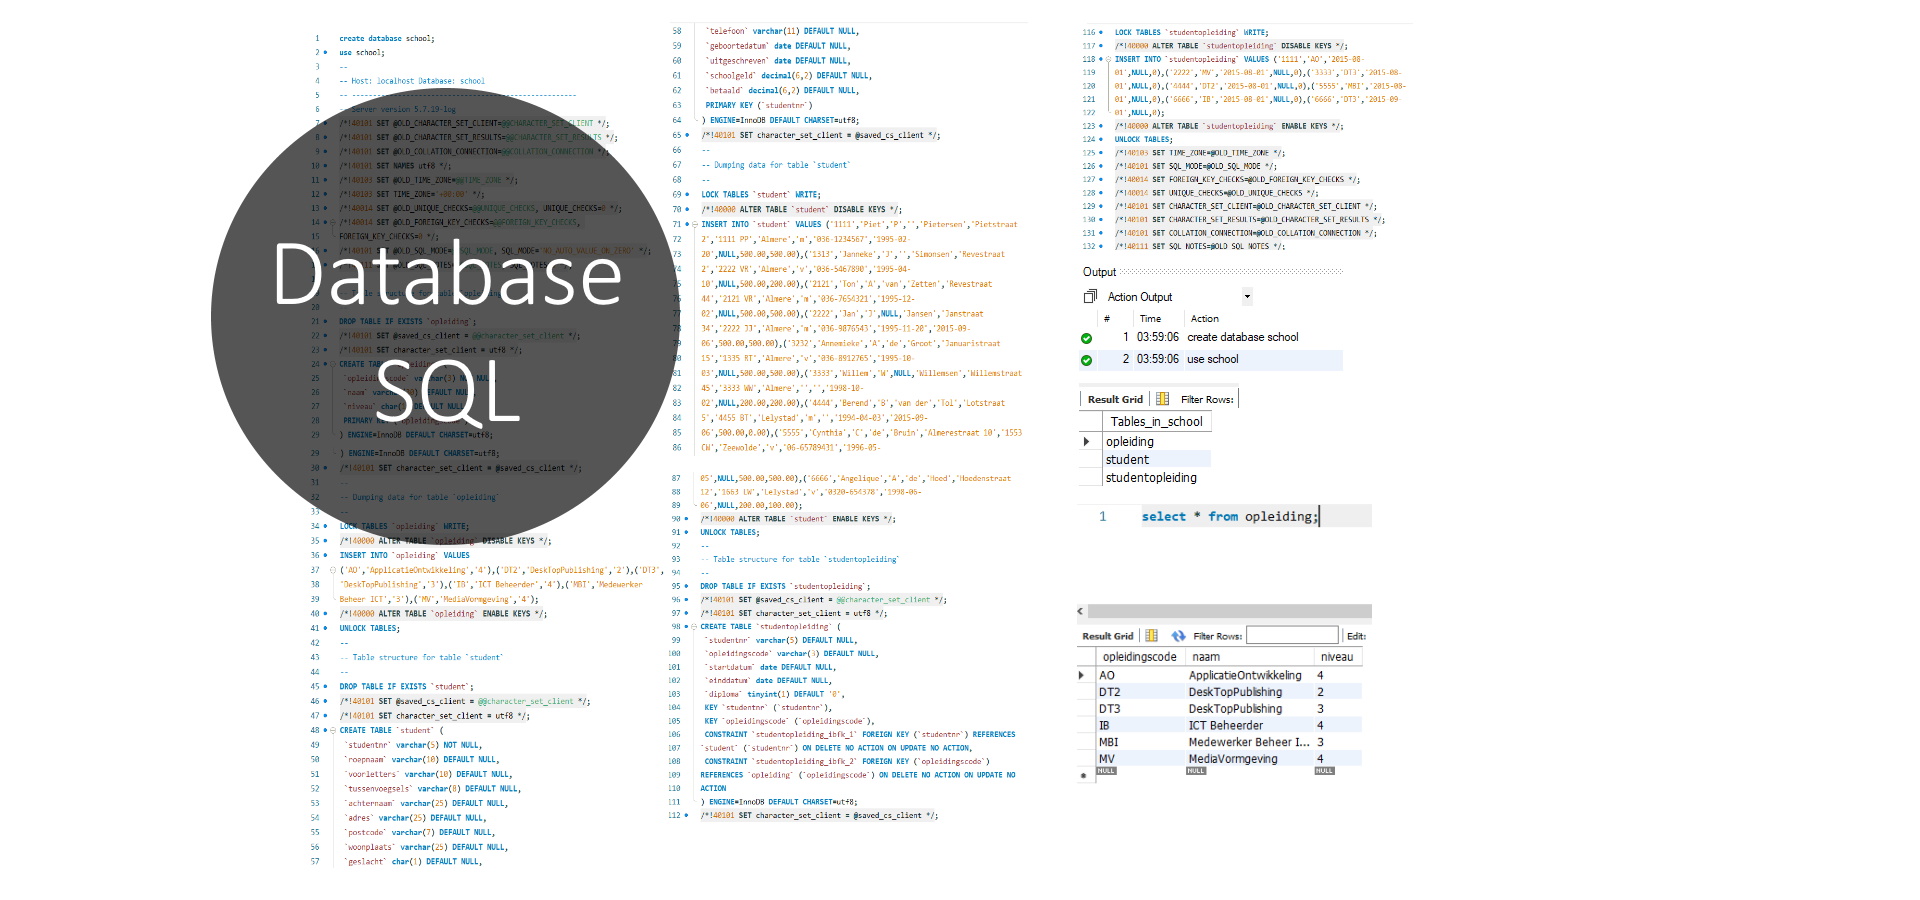 1 create database school;
2 use school;
3 --
4 -- Host: localhost Database: school
5 -- ------------------------------------------------------
6 -- Server version 5.7.19-log
7 /*!40101 SET @OLD_CHARACTER_SET_CLIENT=@@CHARACTER_SET_CLIENT */;
8 /*!40101 SET @OLD_CHARACTER_SET_RESULTS=@@CHARACTER_SET_RESULTS */;
9 /*!40101 SET @OLD_COLLATION_CONNECTION=@@COLLATION_CONNECTION */;
10 /*!40101 SET NAMES utf8 */;
11 /*!40103 SET @OLD_TIME_ZONE=@@TIME_ZONE */;
12 /*!40103 SET TIME_ZONE='+00:00' */;
13 /*!40014 SET @OLD_UNIQUE_CHECKS=@@UNIQUE_CHECKS, UNIQUE_CHECKS=0 */;
14 /*!40014 SET @OLD_FOREIGN_KEY_CHECKS=@@FOREIGN_KEY_CHECKS,
15 FOREIGN_KEY_CHECKS=0 */;
SET @OLD_SQL_MODE= SQL_MODE, SQL_MODE='NO_AUTO_VALUE_ON_ZERO' */;
Database
SQL
20
21 DROP TABLE IF EXISTS `opleiding`;
22 /*!40101 SET @saved_cs_client = @@character_set_client */;
23 /*!40101 SET character_set_client = utf8 */;
24 CREATE TABLE
25 `opleidingscode` varchar(3) NOT NULL,
26 `naam` DEFAULT NULL,
27 `niveau` char( DEFAULT NULL,
28 PRIMARY KEY (`opleidingscode`)
29 ) ENGINE=InnoDB DEFAULT CHARSET=utf8;
29 ) ENGINE=InnoDB DEFAULT CHARSET=utf8;
30 /*!40101 SET character_set_client = @saved_cs_client */;
31 --
32 -- Dumping data for table `opleiding`
33 --
34 LOCK TABLES `opleiding` WRITE;
35 /*!40000 ALTER TABLE `opleiding` DISABLE KEYS */;
36 INSERT INTO `opleiding` VALUES
37 ('AO','ApplicatieOntwikkeling','4'),('DT2','DeskTopPublishing','2'),('DT3',
38 'DeskTopPublishing','3'),('IB','ICT Beheerder','4'),('MBI','Medewerker
39 Beheer ICT','3'),('MV','MediaVormgeving','4');
40 /*!40000 ALTER TABLE `opleiding` ENABLE KEYS */;
41 UNLOCK TABLES;
42 --
43 -- Table structure for table `student`
44 --
45 DROP TABLE IF EXISTS `student`;
46 /*!40101 SET @saved_cs_client = @@character_set_client */;
47 /*!40101 SET character_set_client = utf8 */;
48 CREATE TABLE `student` (
49 `studentnr` varchar(5) NOT NULL,
50 `roepnaam` varchar(10) DEFAULT NULL,
51 `voorletters` varchar(10) DEFAULT NULL,
52 `tussenvoegsels` varchar(8) DEFAULT NULL,
53 `achternaam` varchar(25) DEFAULT NULL,
54 `adres` varchar(25) DEFAULT NULL,
55 `postcode` varchar(7) DEFAULT NULL,
56 `woonplaats` varchar(25) DEFAULT NULL,
57 `geslacht` char(1) DEFAULT NULL,
58 `telefoon` varchar(11) DEFAULT NULL,
59 `geboortedatum` date DEFAULT NULL,
60 `uitgeschreven` date DEFAULT NULL,
61 `schoolgeld` decimal(6,2) DEFAULT NULL,
62 `betaald` decimal(6,2) DEFAULT NULL,
63 PRIMARY KEY (`studentnr`)
64 ) ENGINE=InnoDB DEFAULT CHARSET=utf8;
65 /*!40101 SET character_set_client = @saved_cs_client */;
66 --
67 -- Dumping data for table `student`
68 --
69 LOCK TABLES `student` WRITE;
70 /*!40000 ALTER TABLE `student` DISABLE KEYS */;
71 INSERT INTO `student` VALUES ('1111','Piet','P','','Pietersen','Pietstraat
72 2','1111 PP','Almere','m','036-1234567','1995-02-
73 20',NULL,500.00,500.00),('1313','Janneke','J','','Simonsen','Revestraat
74 2','2222 VR','Almere','v','036-5467890','1995-04-
75 10',NULL,500.00,200.00),('2121','Ton','A','van','Zetten','Revestraat
76 44','2121 VR','Almere','m','036-7654321','1995-12-
77 02',NULL,500.00,500.00),('2222','Jan','J',NULL,'Jansen','Janstraat
78 34','2222 JJ','Almere','m','036-9876543','1995-11-20','2015-09-
79 06',500.00,500.00),('3232','Annemieke','A','de','Groot','Januaristraat
80 15','1335 RT','Almere','v','036-8912765','1995-10-
81 03',NULL,500.00,500.00),('3333','Willem','W',NULL,'Willemsen','Willemstraat
82 45','3333 WW','Almere','','','1998-10-
83 02',NULL,200.00,200.00),('4444','Berend','B','van der','Tol','Lotstraat
84 5','4455 BT','Lelystad','m','','1994-04-03','2015-09-
85 06',500.00,0.00),('5555','Cynthia','C','de','Bruin','Almerestraat 10','1553
86 CW','Zeewolde','v','06-65789431','1996-05-
87 05',NULL,500.00,500.00),('6666','Angelique','A','de','Hoed','Hoedenstraat
88 12','1663 LW','Lelystad','v','0320-654378','1998-06-
89 06',NULL,200.00,100.00);
90 /*!40000 ALTER TABLE `student` ENABLE KEYS */;
91 UNLOCK TABLES;
92 --
93 -- Table structure for table `studentopleiding`
94 --
95 DROP TABLE IF EXISTS `studentopleiding`;
96 /*!40101 SET @saved_cs_client = @@character_set_client */;
97 /*!40101 SET character_set_client = utf8 */;
98 CREATE TABLE `studentopleiding` (
99 `studentnr` varchar(5) DEFAULT NULL,
100 `opleidingscode` varchar(3) DEFAULT NULL,
101 `startdatum` date DEFAULT NULL,
102 `einddatum` date DEFAULT NULL,
103 `diploma` tinyint(1) DEFAULT '0',
104 KEY `studentnr` (`studentnr`),
105 KEY `opleidingscode` (`opleidingscode`),
106 CONSTRAINT `studentopleiding_ibfk_1` FOREIGN KEY (`studentnr`) REFERENCES
107 `student` (`studentnr`) ON DELETE NO ACTION ON UPDATE NO ACTION,
108 CONSTRAINT `studentopleiding_ibfk_2` FOREIGN KEY (`opleidingscode`)
109 REFERENCES `opleiding` (`opleidingscode`) ON DELETE NO ACTION ON UPDATE NO
110 ACTION
111 ) ENGINE=InnoDB DEFAULT CHARSET=utf8;
112 /*!40101 SET character_set_client = @saved_cs_client */;
116 LOCK TABLES `studentopleiding` WRITE;
117 /*!40000 ALTER TABLE `studentopleiding` DISABLE KEYS */;
118 INSERT INTO `studentopleiding` VALUES ('1111','AO','2015-08-
119 01',NULL,0),('2222','MV','2015-08-01',NULL,0),('3333','DT3','2015-08-
120 01',NULL,0),('4444','DT2','2015-08-01',NULL,0),('5555','MBI','2015-08-
121 01',NULL,0),('6666','IB','2015-08-01',NULL,0),('6666','DT3','2015-09-
122 01',NULL,0);
123 /*!40000 ALTER TABLE `studentopleiding` ENABLE KEYS */;
124 UNLOCK TABLES;
125 /*!40103 SET TIME_ZONE=@OLD_TIME_ZONE */;
126 /*!40101 SET SQL_MODE=@OLD_SQL_MODE */;
127 /*!40014 SET FOREIGN_KEY_CHECKS=@OLD_FOREIGN_KEY_CHECKS */;
128 /*!40014 SET UNIQUE_CHECKS=@OLD_UNIQUE_CHECKS */;
129 /*!40101 SET CHARACTER_SET_CLIENT=@OLD_CHARACTER_SET_CLIENT */;
130 /*!40101 SET CHARACTER_SET_RESULTS=@OLD_CHARACTER_SET_RESULTS */;
131 /*!40101 SET COLLATION_CONNECTION=@OLD_COLLATION_CONNECTION */;
132 /*!40111 SET SQL_NOTES=@OLD_SQL_NOTES */;
Output
Action Output
# Time Action
1 03:59:06 create database school
2 03:59:06 use school
Result Grid Filter Rows:
Tables_in_school
opleiding
student
studentopleiding
1 select * from opleiding;
Result Grid Filter Rows: Edit:
opleidingscode naam niveau
AO ApplicatieOntwikkeling 4
DT2 DeskTopPublishing 2
DT3 DeskTopPublishing 3
IB ICT Beheerder 4
MBI Medewerker Beheer I... 3
MV MediaVormgeving 4
NULL NULL NULL